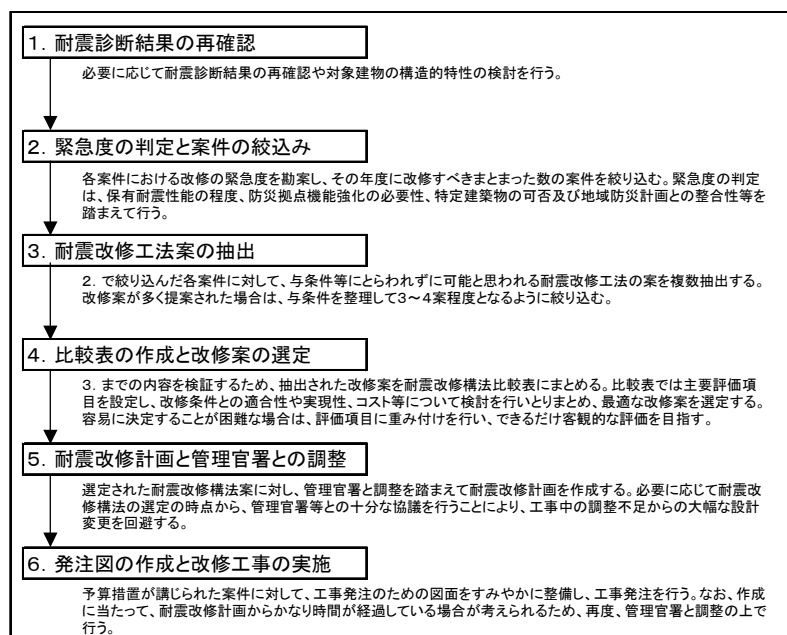 1．耐震診断結果の再確認
必要に応じて耐震診断結果の再確認や対象建物の構造的特性の検討を行う。
2．緊急度の判定と案件の絞込み
各案件における改修の緊急度を勘案し、その年度に改修すべきまとまった数の案件を絞り込む。緊急度の判定
は、保有耐震性能の程度、防災拠点機能強化の必要性、特定建築物の可否及び地域防災計画との整合性等を
踏まえて行う。
3．耐震改修工法案の抽出
2．で絞り込んだ各案件に対して、与条件等にとらわれずに可能と思われる耐震改修工法の案を複数抽出する。
改修案が多く提案された場合は、与条件を整理して3～4案程度となるように絞り込む。
4．比較表の作成と改修案の選定
3．までの内容を検証するため、抽出された改修案を耐震改修構法比較表にまとめる。比較表では主要評価項
目を設定し、改修条件との適合性や実現性、コスト等について検討を行いとりまとめ、最適な改修案を選定する。
容易に決定することが困難な場合は、評価項目に重み付けを行い、できるだけ客観的な評価を目指す。
5．耐震改修計画と管理官署との調整
選定された耐震改修構法案に対し、管理官署と調整を踏まえて耐震改修計画を作成する。必要に応じて耐震改
修構法の選定の時点から、管理官署等との十分な協議を行うことにより、工事中の調整不足からの大幅な設計
変更を回避する。
6．発注図の作成と改修工事の実施
予算措置が講じられた案件に対して、工事発注のための図面をすみやかに整備し、工事発注を行う。なお、作成
に当たって、耐震改修計画からかなり時間が経過している場合が考えられるため、再度、管理官署と調整の上で
行う。